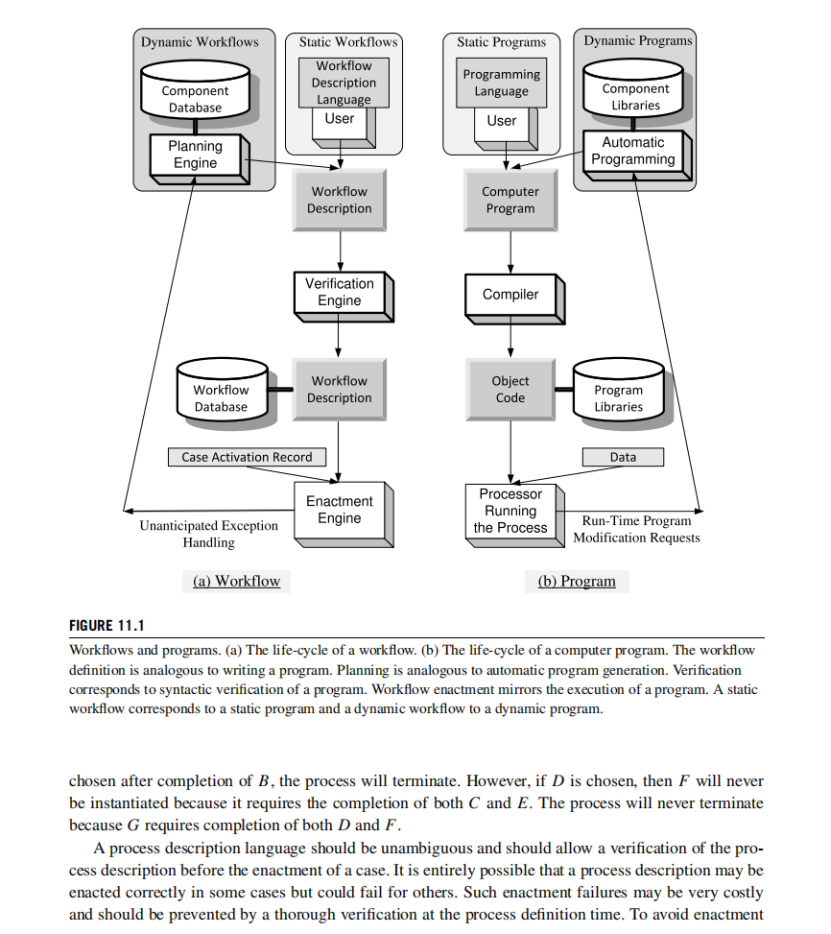 Dynamic Workflows
Static Workflows
Static Programs
Dynamic Programs
Component
Database
Planning
Engine
Workflow
Description
Language
User
Programming
Language
User
Component
Libraries
Automatic
Programming
Workflow
Description
Computer
Program
Verification
Engine
Compiler
Workflow
Database
Workflow
Description
Object
Code
Program
Libraries
Case Activation Record
Data
Enactment
Engine
Processor
Running
the Process
Unanticipated Exception
Handling
Run-Time Program
Modification Requests
(a) Workflow
(b) Program
FIGURE 11.1
Workflows and programs. (a) The life-cycle of a workflow. (b) The life-cycle of a computer program. The workflow
definition is analogous to writing a program. Planning is analogous to automatic program generation. Verification
corresponds to syntactic verification of a program. Workflow enactment mirrors the execution of a program. A static
workflow corresponds to a static program and a dynamic workflow to a dynamic program.
chosen after completion of B, the process will terminate. However, if D is chosen, then F will never
be instantiated because it requires the completion of both C and E. The process will never terminate
because G requires completion of both D and F.
A process description language should be unambiguous and should allow a verification of the pro-
cess description before the enactment of a case. It is entirely possible that a process description may be
enacted correctly in some cases but could fail for others. Such enactment failures may be very costly
and should be prevented by a thorough verification at the process definition time. To avoid enactment